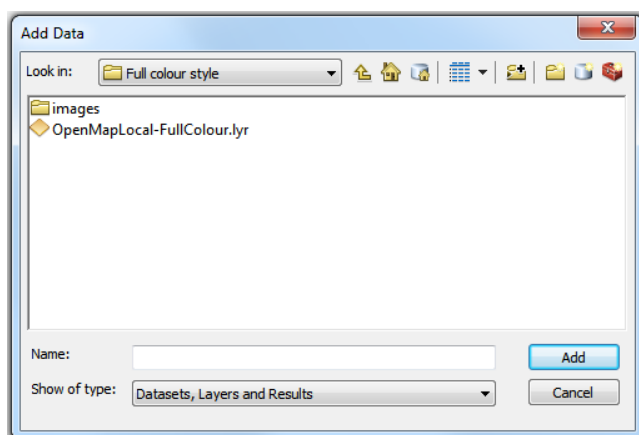 Add Data
Look in: Full colour style
images
OpenMapLocal-FullColour.lyr
Name: Add
Show of type: Datasets, Layers and Results Cancel